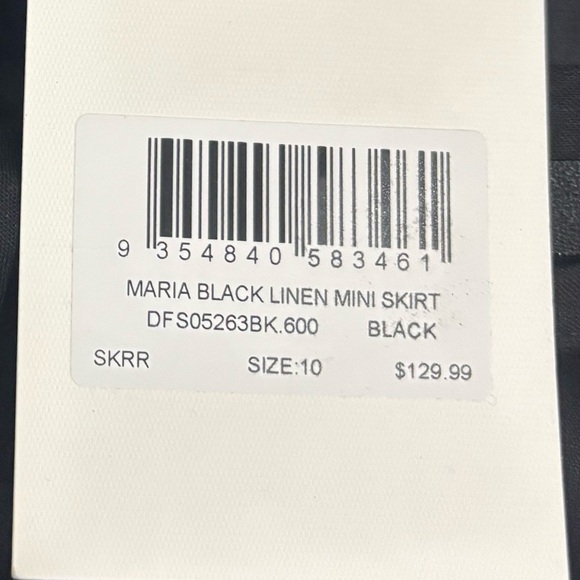 9 354840 583461
MARIA BLACK LINEN MINI SKIRT
DFS05263BK.600 BLACK
SKRR SIZE:10 $129.99